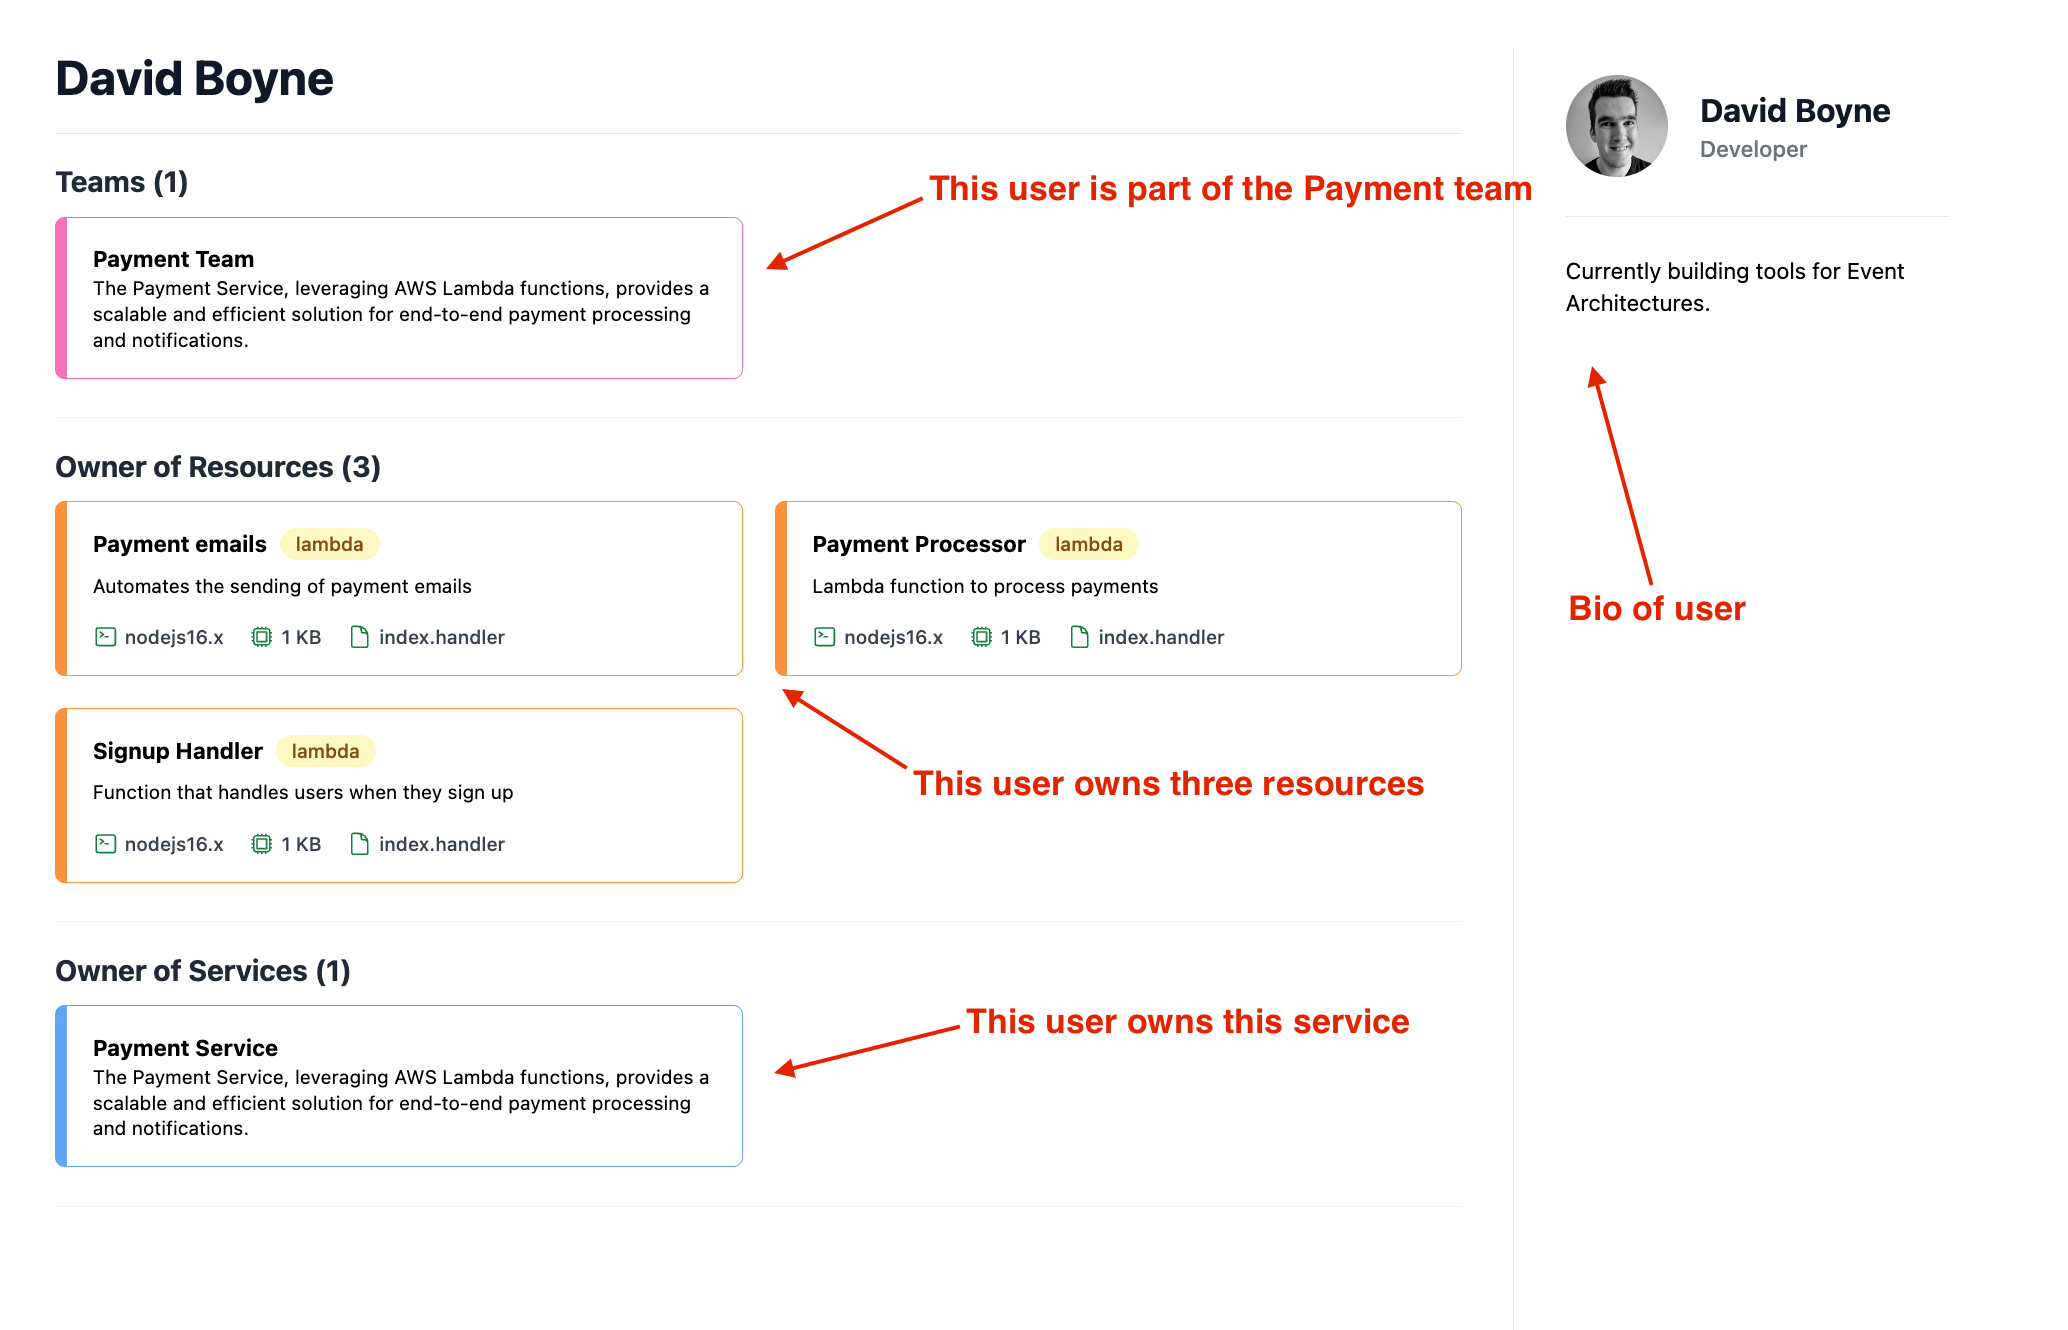 David Boyne
Teams (1)
This user is part of the Payment team
Payment Team
The Payment Service, leveraging AWS Lambda functions, provides a
scalable and efficient solution for end-to-end payment processing
and notifications.
Owner of Resources (3)
Payment emails lambda
Automates the sending of payment emails
nodejs16.x 1 KB index.handler
Payment Processor lambda
Lambda function to process payments
nodejs16.x 1 KB index.handler
Signup Handler lambda
Function that handles users when they sign up
nodejs16.x 1 KB index.handler
This user owns three resources
Owner of Services (1)
This user owns this service
Payment Service
The Payment Service, leveraging AWS Lambda functions, provides a
scalable and efficient solution for end-to-end payment processing
and notifications.
David Boyne
Developer
Currently building tools for Event
Architectures.
Bio of user